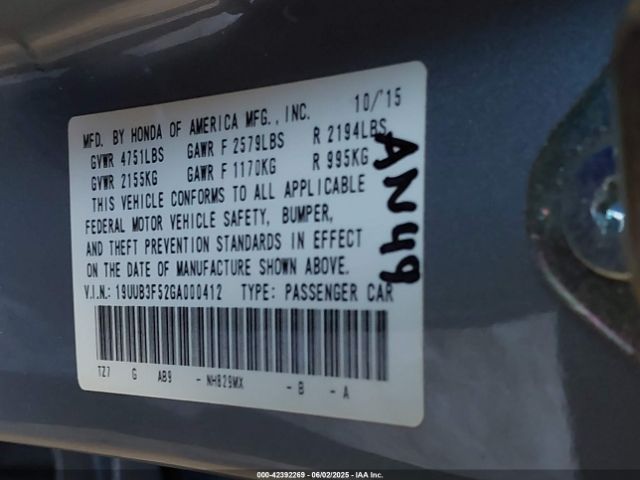 10/'15
MFD. BY HONDA OF AMERICA MFG., INC.
GVWR 4751LBS GAWR F 2579LBS R 2194LBS
GVWR 2155KG GAWR F 1170KG R 995KG
THIS VEHICLE CONFORMS TO ALL APPLICABLE
FEDERAL MOTOR VEHICLE SAFETY, BUMPER,
AND THEFT PREVENTION STANDARDS IN EFFECT
ON THE DATE OF MANUFACTURE SHOWN ABOVE.
V.I.N.: 19UUB3F52GA000412 TYPE: PASSENGER CAR
TZ7 G AB9 - NH829MX - B - A
AN49
000-42392269 - 06/02/2025 - IAA Inc.